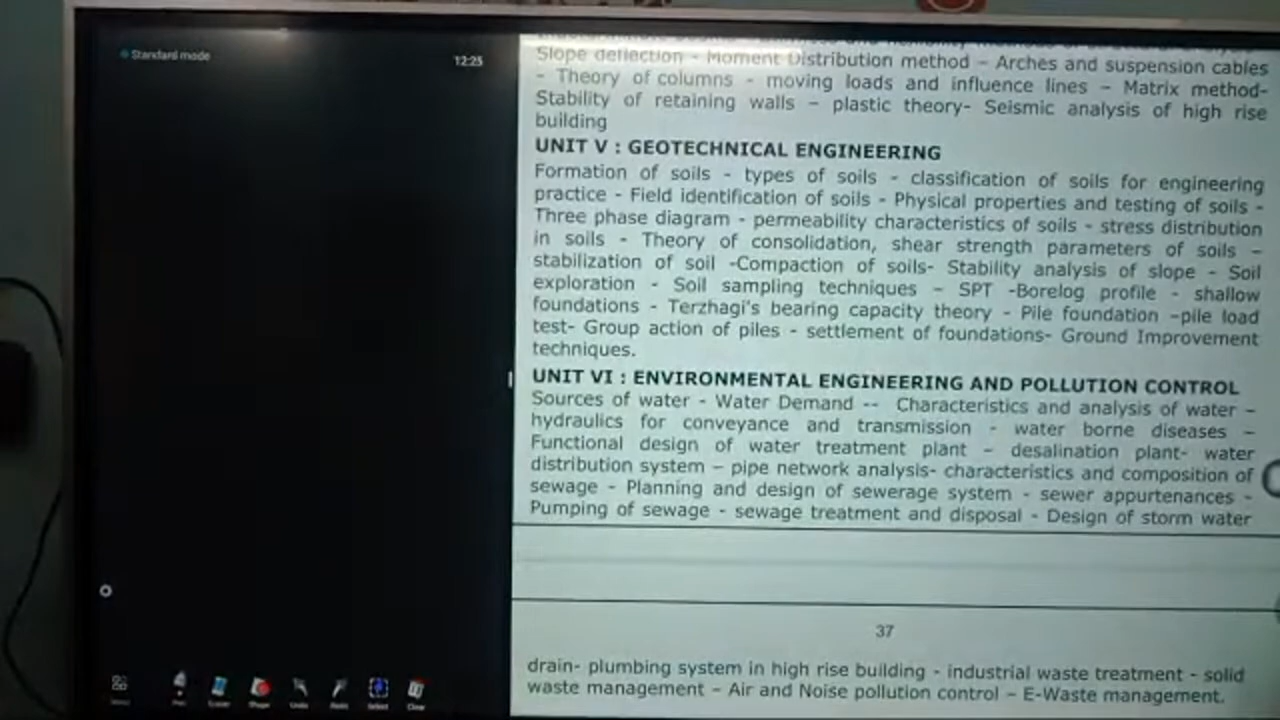 Standard mode
12:25
Slope deflection - Moment Distribution method – Arches and suspension cables
- Theory of columns - moving loads and influence lines – Matrix method-
Stability of retaining walls – plastic theory- Seismic analysis of high rise
building
UNIT V : GEOTECHNICAL ENGINEERING
Formation of soils - types of soils - classification of soils for engineering
practice - Field identification of soils - Physical properties and testing of soils -
Three phase diagram - permeability characteristics of soils - stress distribution
in soils - Theory of consolidation, shear strength parameters of soils –
stabilization of soil -Compaction of soils- Stability analysis of slope - Soil
exploration - Soil sampling techniques – SPT -Borelog profile - shallow
foundations - Terzhagi's bearing capacity theory - Pile foundation –pile load
test- Group action of piles - settlement of foundations- Ground Improvement
techniques.
UNIT VI : ENVIRONMENTAL ENGINEERING AND POLLUTION CONTROL
Sources of water - Water Demand -- Characteristics and analysis of water –
hydraulics for conveyance and transmission - water borne diseases –
Functional design of water treatment plant – desalination plant- water
distribution system – pipe network analysis- characteristics and composition of
sewage - Planning and design of sewerage system - sewer appurtenances -
Pumping of sewage - sewage treatment and disposal - Design of storm water
37
drain- plumbing system in high rise building - industrial waste treatment - solid
waste management – Air and Noise pollution control – E-Waste management.
Pen Eraser Shape Undo Redo Select Clear